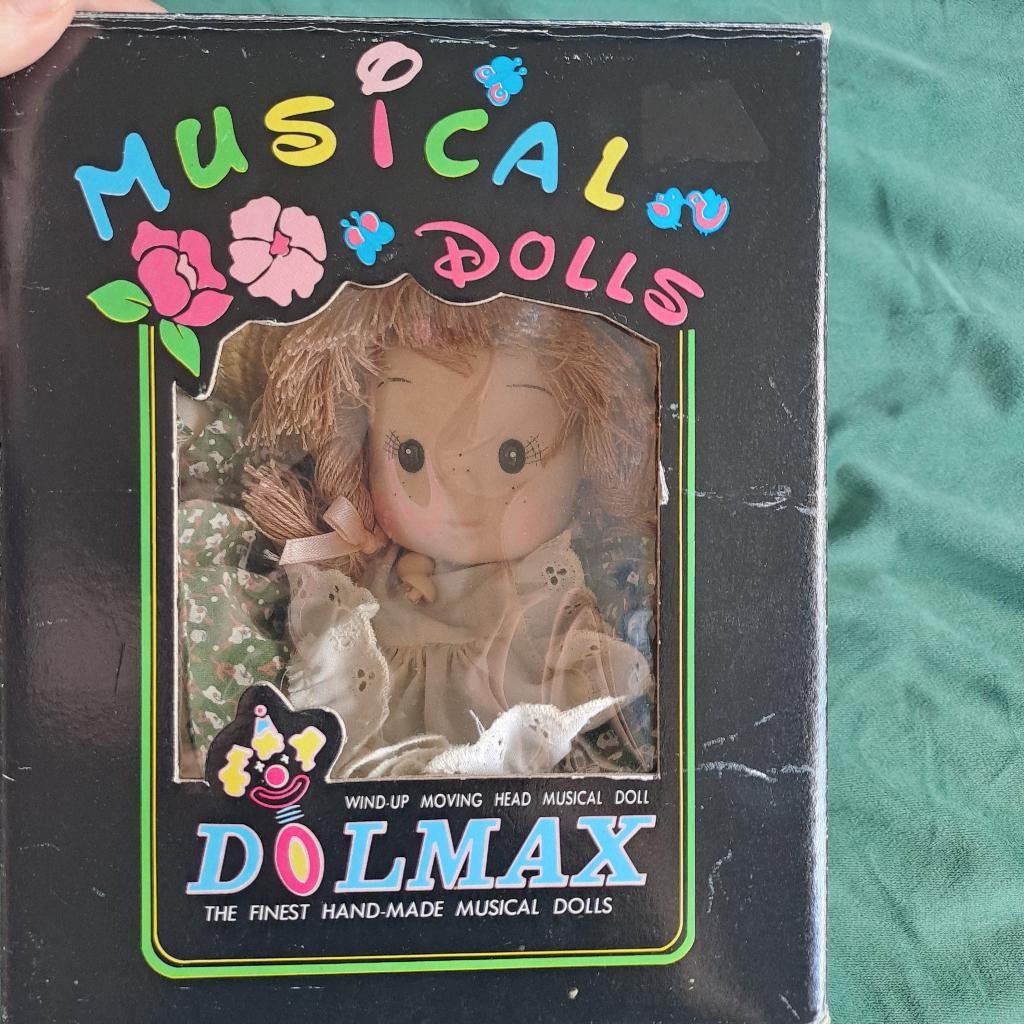 MUSICAL
DOLLS
WIND-UP MOVING HEAD MUSICAL DOLL
DOLMAX
THE FINEST HAND-MADE MUSICAL DOLLS